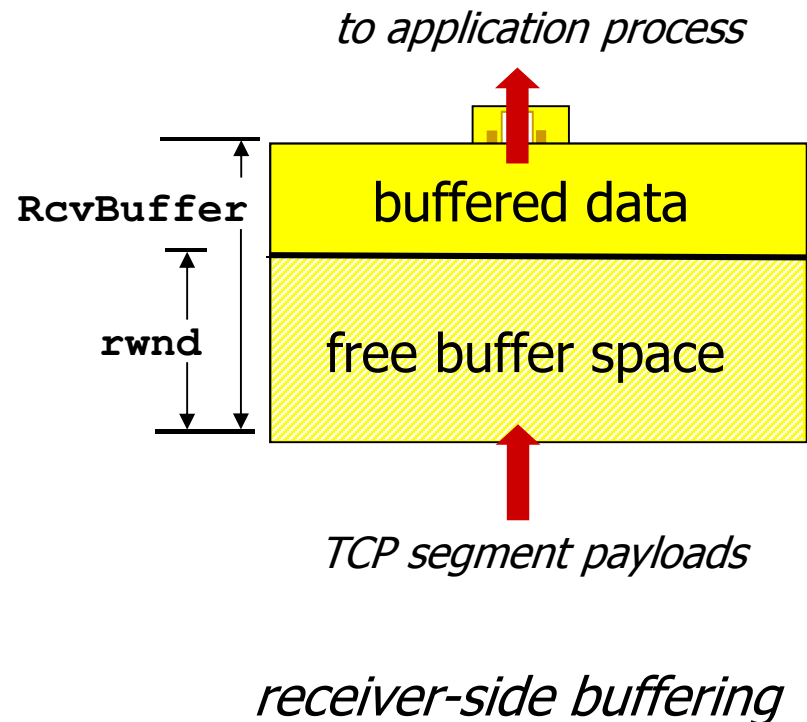 to application process
RcvBuffer
buffered data
rwnd
free buffer space
TCP segment payloads
receiver-side buffering